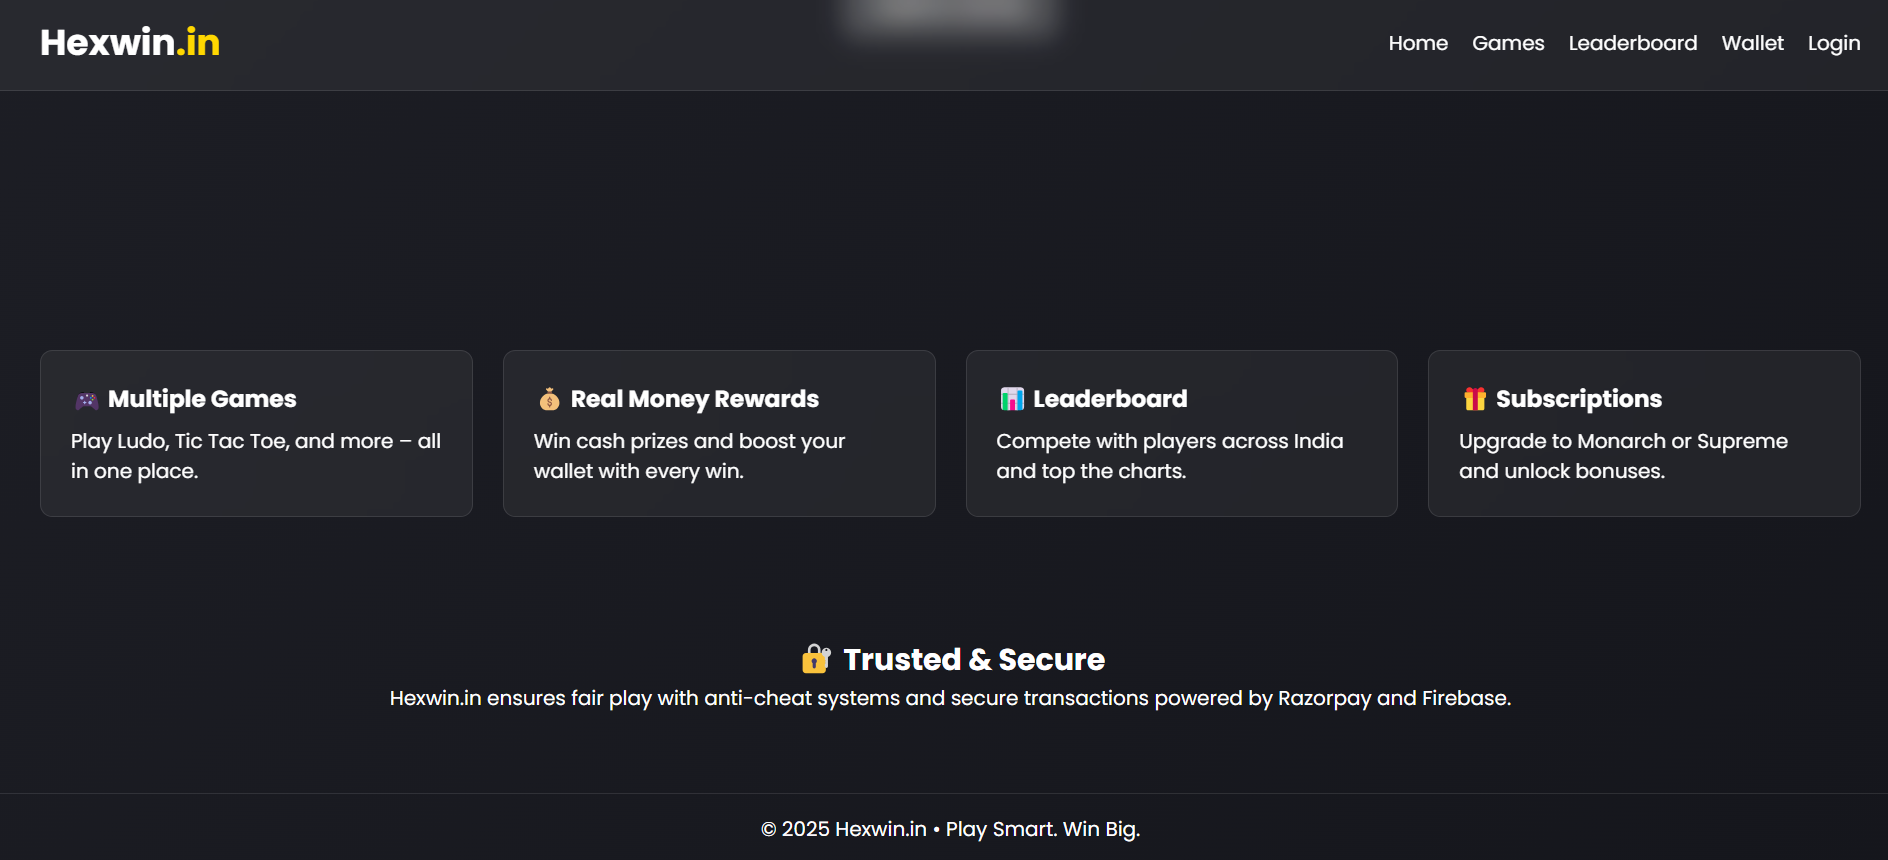 Hexwin.in
Home Games Leaderboard Wallet Login
Multiple Games
Play Ludo, Tic Tac Toe, and more – all
in one place.
Real Money Rewards
Win cash prizes and boost your
wallet with every win.
Leaderboard
Compete with players across India
and top the charts.
Subscriptions
Upgrade to Monarch or Supreme
and unlock bonuses.
Trusted & Secure
Hexwin.in ensures fair play with anti-cheat systems and secure transactions powered by Razorpay and Firebase.
© 2025 Hexwin.in • Play Smart. Win Big.